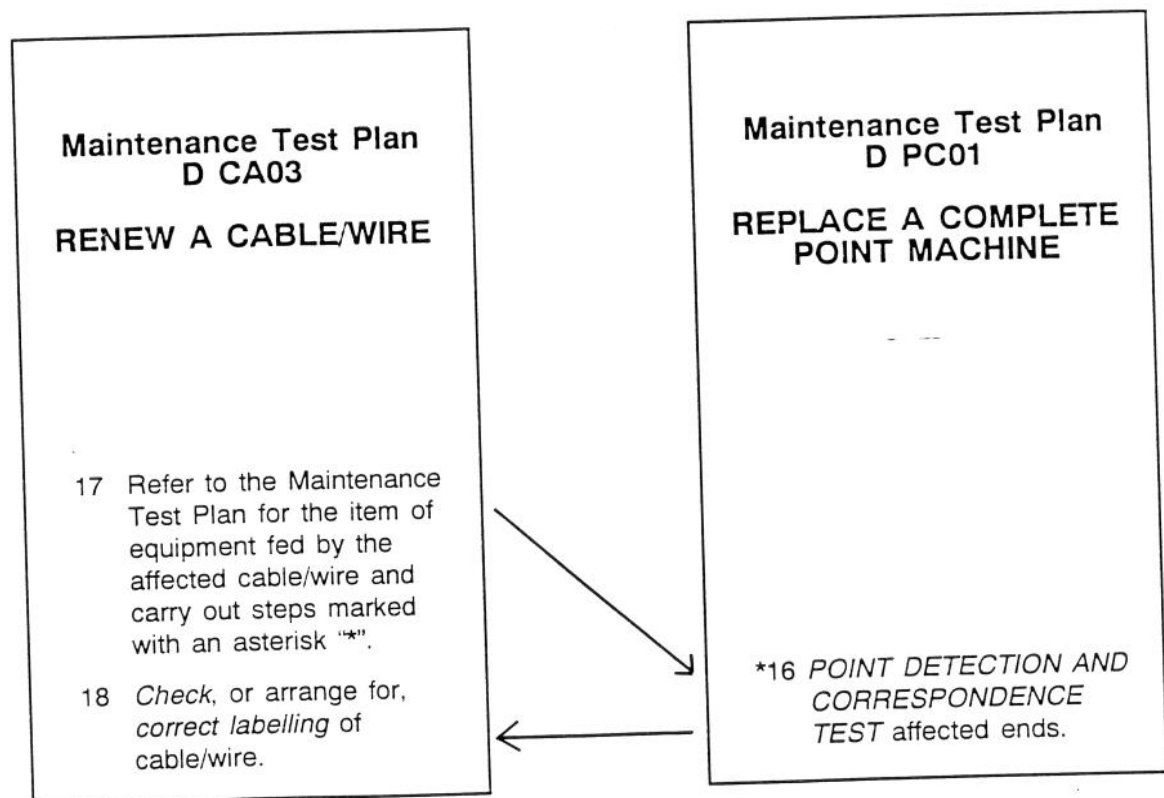 Maintenance Test Plan
D CA03
RENEW A CABLE/WIRE
17 Refer to the Maintenance
Test Plan for the item of
equipment fed by the
affected cable/wire and
carry out steps marked
with an asterisk "*".
18 Check, or arrange for,
correct labelling of
cable/wire.
Maintenance Test Plan
D PC01
REPLACE A COMPLETE
POINT MACHINE
*16 POINT DETECTION AND
CORRESPONDENCE
TEST affected ends.